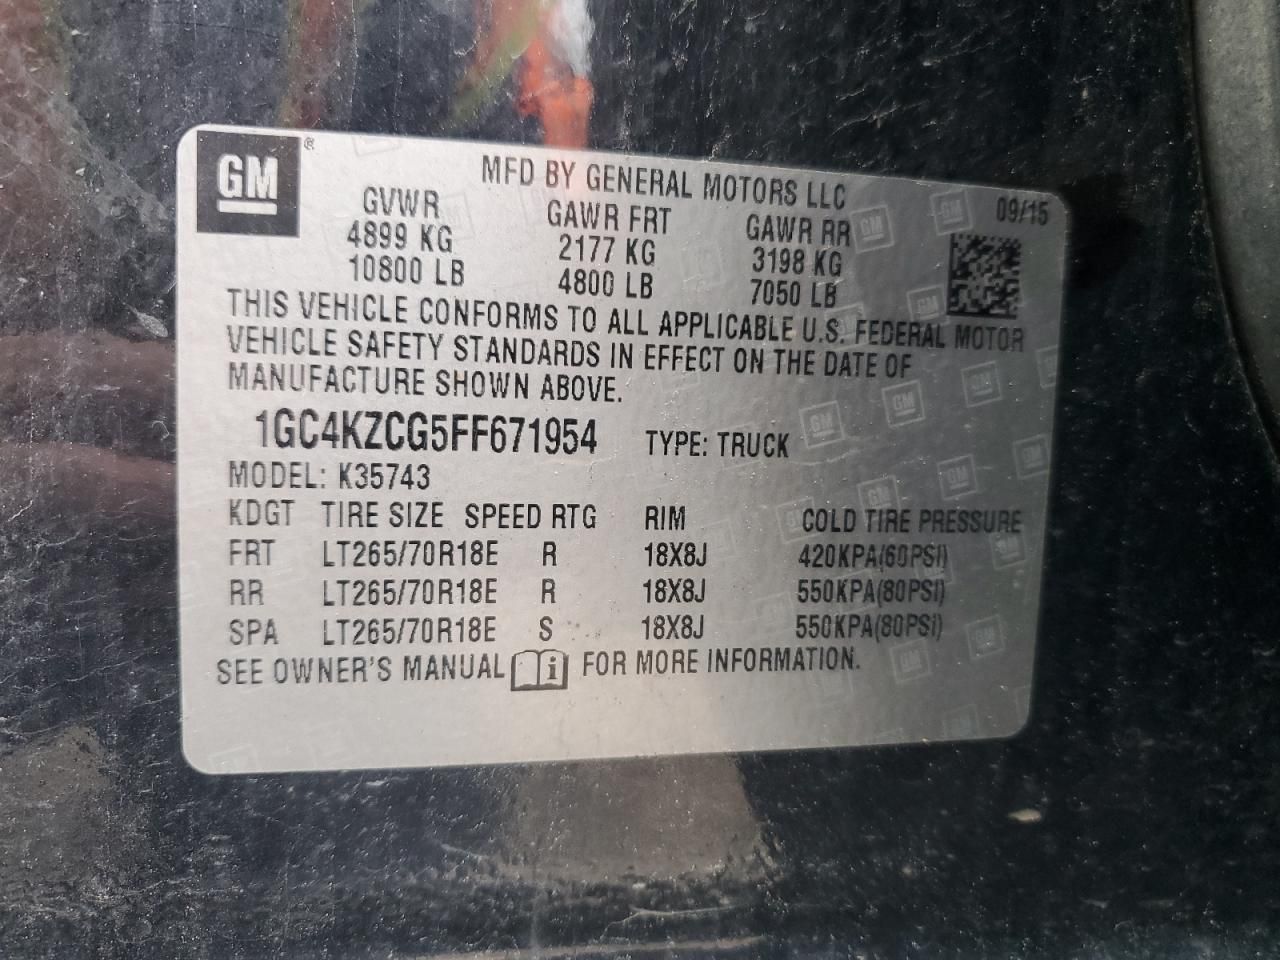 GM ®
MFD BY GENERAL MOTORS LLC
09/15
GVWR GAWR FRT GAWR RR
4899 KG 2177 KG 3198 KG
10800 LB 4800 LB 7050 LB
THIS VEHICLE CONFORMS TO ALL APPLICABLE U.S. FEDERAL MOTOR
VEHICLE SAFETY STANDARDS IN EFFECT ON THE DATE OF
MANUFACTURE SHOWN ABOVE.
1GC4KZCG5FF671954 TYPE: TRUCK
MODEL: K35743
KDGT TIRE SIZE SPEED RTG RIM COLD TIRE PRESSURE
FRT LT265/70R18E R 18X8J 420KPA(60PSI)
RR LT265/70R18E R 18X8J 550KPA(80PSI)
SPA LT265/70R18E S 18X8J 550KPA(80PSI)
SEE OWNER'S MANUAL i FOR MORE INFORMATION.